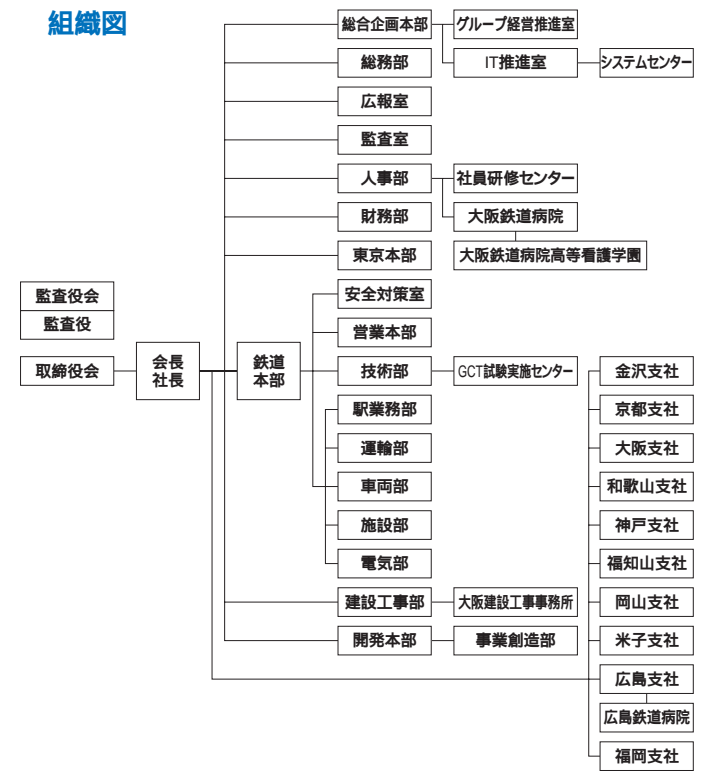 組織図
総合企画本部
グループ経営推進室
総務部
IT推進室
システムセンター
広報室
監査室
人事部
社員研修センター
財務部
大阪鉄道病院
東京本部
大阪鉄道病院高等看護学園
監査役会
監査役
取締役会
会長
社長
鉄道
本部
安全対策室
営業本部
技術部
GCT試験実施センター
駅業務部
運輸部
車両部
施設部
電気部
建設工事部
大阪建設工事事務所
開発本部
事業創造部
金沢支社
京都支社
大阪支社
和歌山支社
神戸支社
福知山支社
岡山支社
米子支社
広島支社
広島鉄道病院
福岡支社